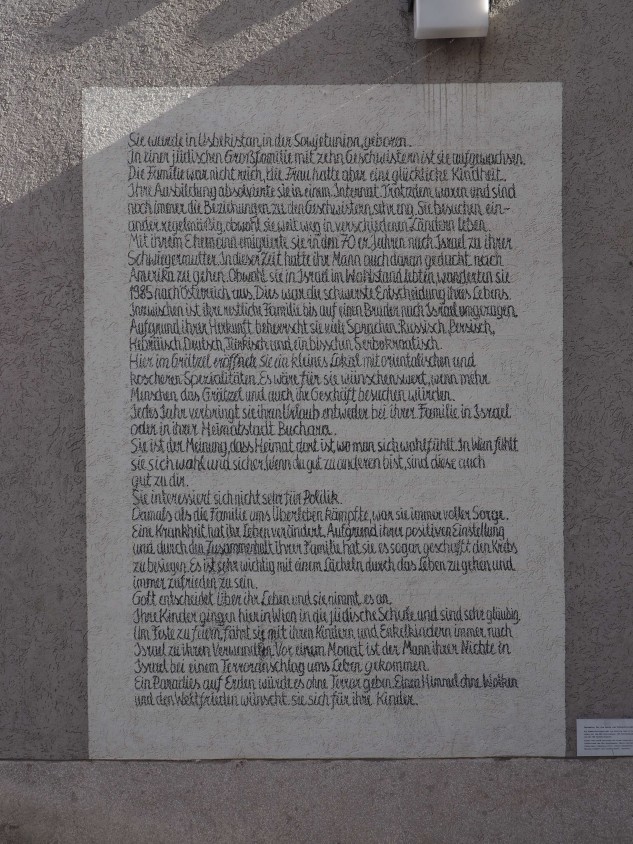 Sie wurde in Usbekistan, in der Sowjetunion, geboren.
In einer jüdischen Großfamilie mit zehn Geschwistern ist sie aufgewachsen.
Die Familie war nicht reich, die Frau hatte aber eine glückliche Kindheit.
Ihre Ausbildung absolvierte sie in einem Internat. Trotzdem waren und sind
noch immer die Beziehungen zu den Geschwistern sehr eng. Sie besuchen ein-
ander regelmäßig, obwohl sie weit weg in verschiedenen Ländern leben.
Mit ihrem Ehemann emigrierte sie in den 70er Jahren nach Israel zu ihrer
Schwiegermutter. In dieser Zeit hatte ihr Mann auch daran gedacht, nach
Amerika zu gehen. Obwohl sie in Israel im Wohlstand lebten, wanderten sie
1985 nach Österreich aus. Dies war die schwerste Entscheidung ihres Lebens.
Inzwischen ist ihre restliche Familie bis auf einen Bruder nach Israel umgezogen.
Aufgrund ihrer Herkunft beherrscht sie viele Sprachen: Russisch, Persisch,
Hebräisch, Deutsch, Türkisch und ein bisschen Serbokroatisch.
Hier im Grätzel eröffnete sie ein kleines Lokal mit orientalischen und
koscheren Spezialitäten. Es wäre für sie wünschenswert, wenn mehr
Menschen das Grätzel und auch ihr Geschäft besuchen würden.
Jedes Jahr verbringt sie ihren Urlaub entweder bei ihrer Familie in Israel
oder in ihrer Heimatstadt Buchara.
Sie ist der Meinung, dass Heimat dort ist, wo man sich wohlfühlt. In Wien fühlt
sie sich wohl und sicher. Wenn du gut zu anderen bist, sind diese auch
gut zu dir.
Sie interessiert sich nicht sehr für Politik.
Damals als die Familie ums Überleben kämpfte, war sie immer voller Sorge.
Eine Krankheit hat ihr Leben verändert. Aufgrund ihrer positiven Einstellung
und durch den Zusammenhalt ihrer Familie hat sie es sogar geschafft den Krebs
zu besiegen. Es ist sehr wichtig mit einem Lächeln durch das Leben zu gehen und
immer zufrieden zu sein.
Gott entscheidet über ihr Leben und sie nimmt es an.
Ihre Kinder gingen hier in Wien in die jüdische Schule und sind sehr gläubig.
Um Feste zu feiern, fährt sie mit ihren Kindern und Enkelkindern immer nach
Israel zu ihren Verwandten. Vor einem Monat ist der Mann ihrer Nichte in
Israel bei einem Terroranschlag ums Leben gekommen.
Ein Paradies auf Erden würde es ohne Terror geben. Einen Himmel ohne Wolken
und den Weltfrieden wünscht sie sich für ihre Kinder.